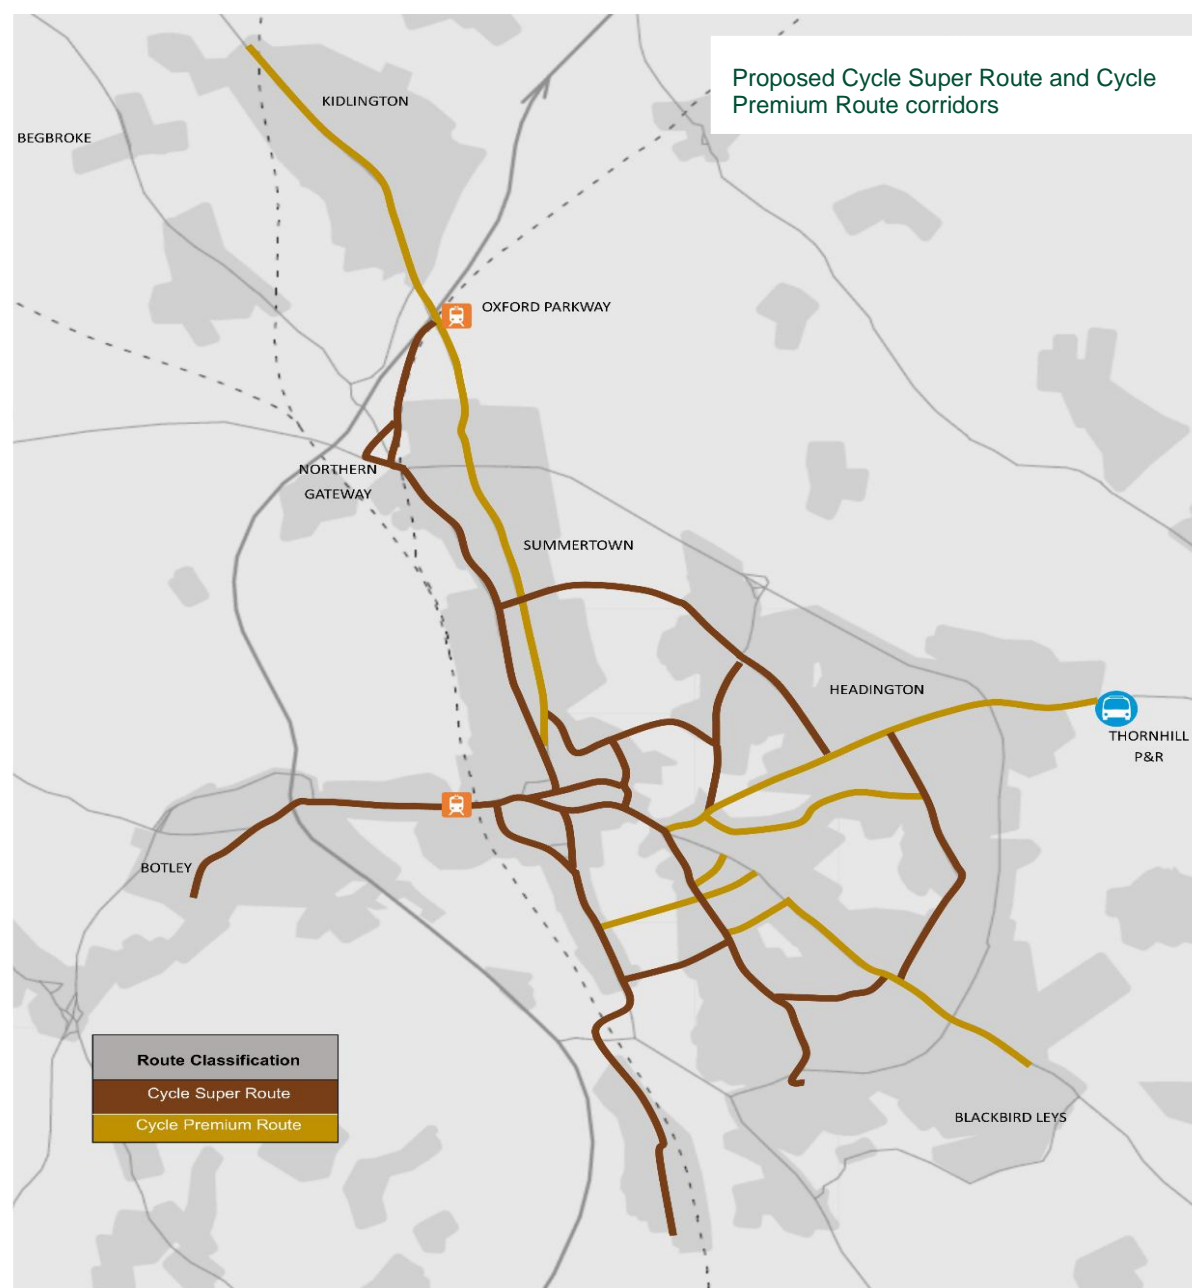 Proposed Cycle Super Route and Cycle
Premium Route corridors
KIDLINGTON
BEGBROKE
OXFORD PARKWAY
NORTHERN
GATEWAY
SUMMERTOWN
HEADINGTON
THORNHILL
P&R
BOTLEY
BLACKBIRD LEYS
Route Classification
Cycle Super Route
Cycle Premium Route